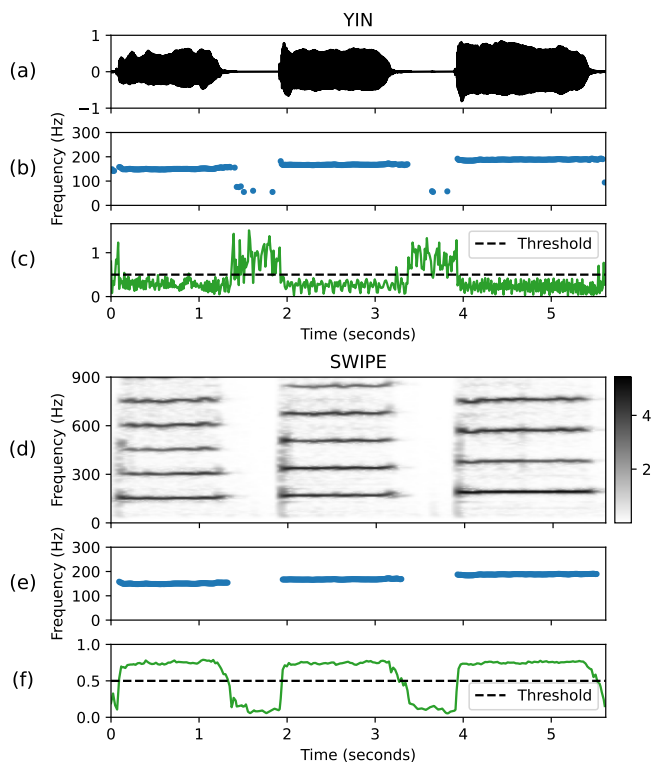 YIN
(a)
1
0
−1
(b)
Frequency (Hz)
300
200
100
0
(c)
1
0
Threshold
0 1 2 3 4 5
Time (seconds)
SWIPE
(d)
Frequency (Hz)
900
600
300
0
4
2
(e)
Frequency (Hz)
300
200
100
0
(f)
1.0
0.5
0.0
Threshold
0 1 2 3 4 5
Time (seconds)